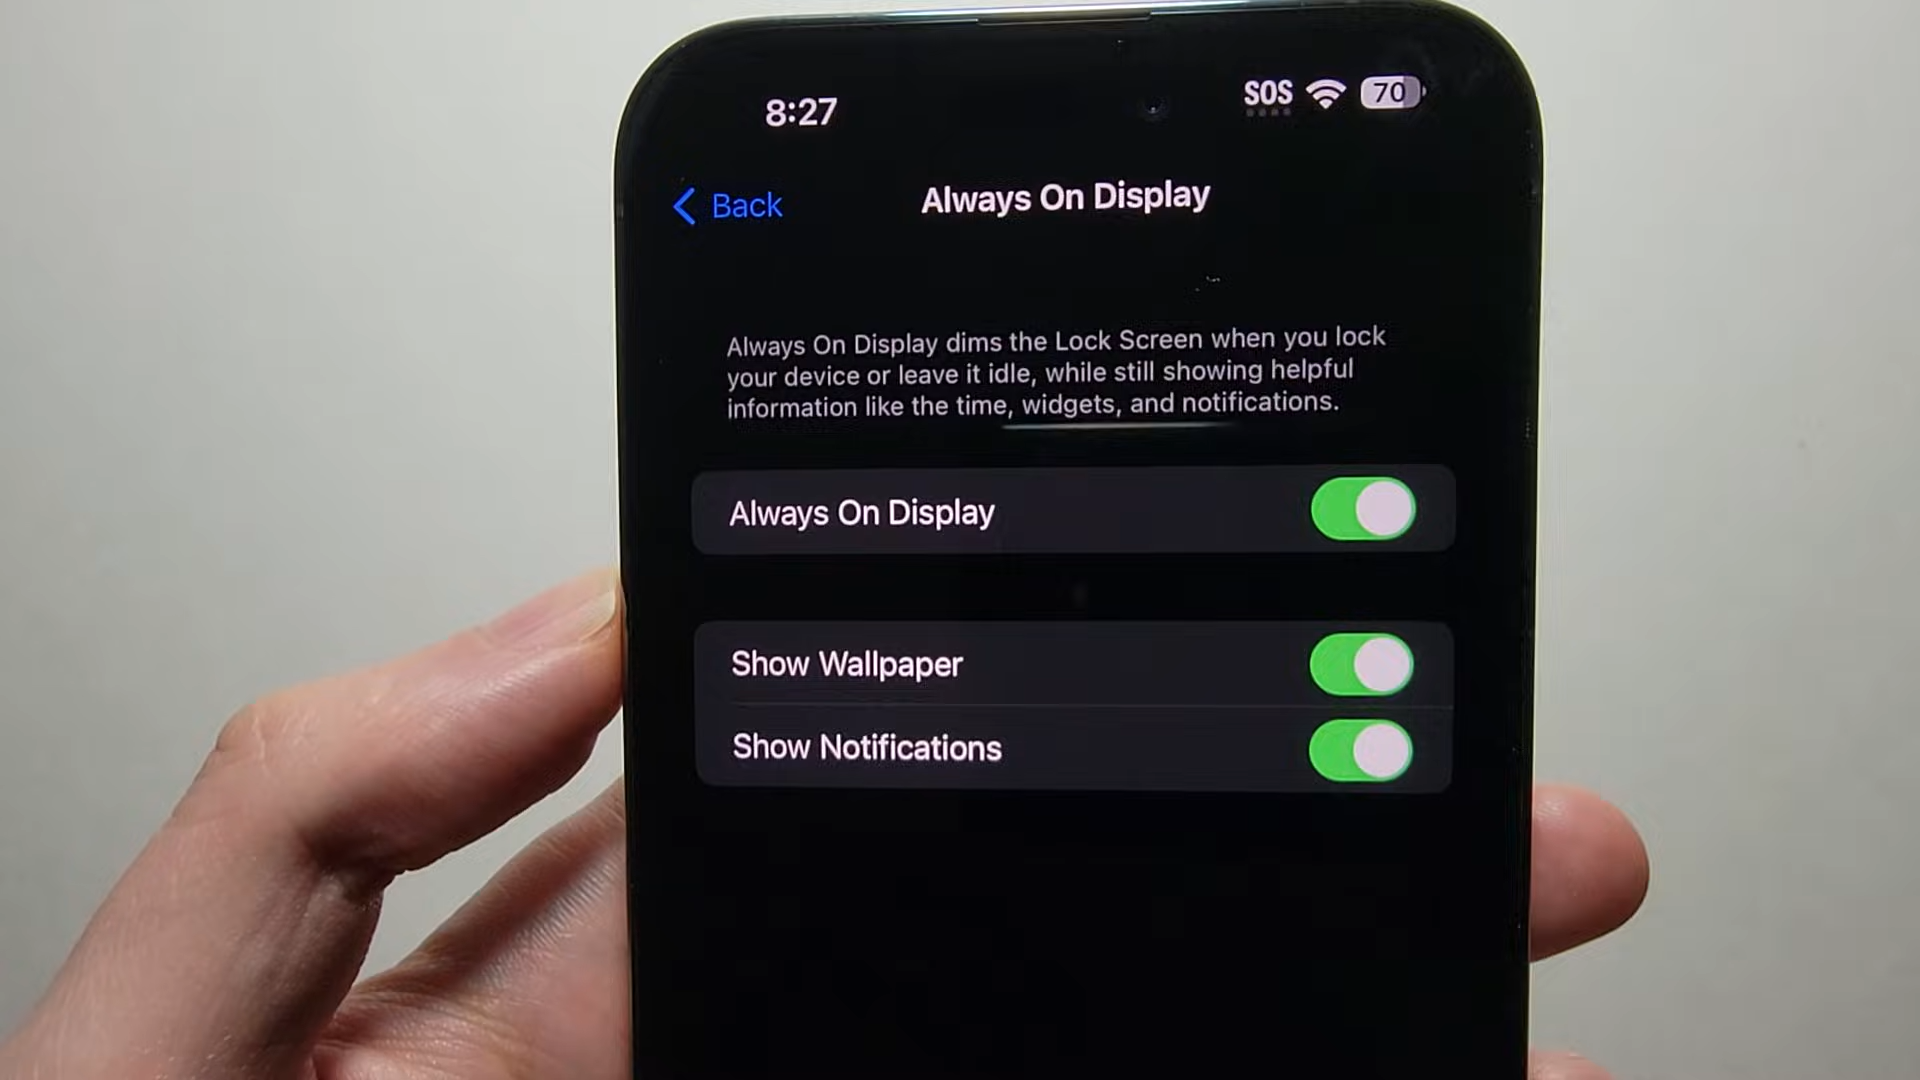 8:27
SOS
70
Back
Always On Display
Always On Display dims the Lock Screen when you lock
your device or leave it idle, while still showing helpful
information like the time, widgets, and notifications.
Always On Display
Show Wallpaper
Show Notifications